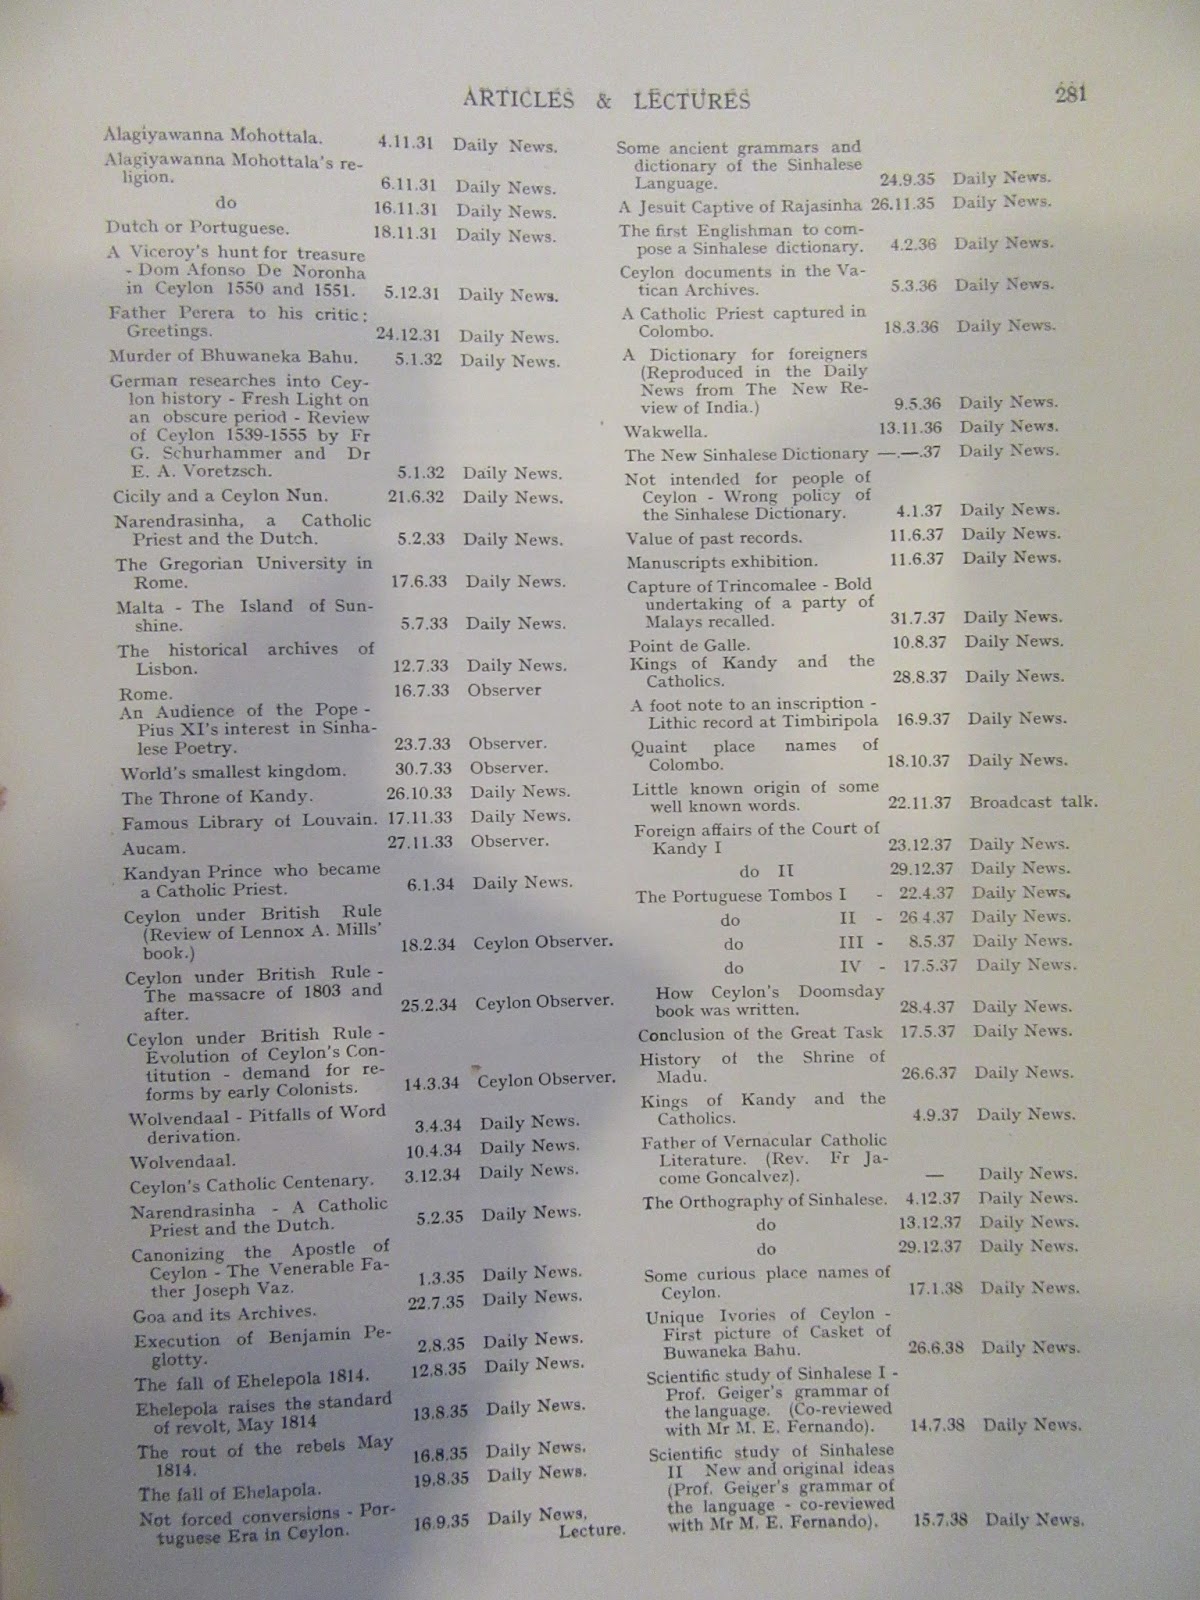 ARTICLES & LECTURES 281
Alagiyawanna Mohottala. 4.11.31 Daily News.
Alagiyawanna Mohottala's re-
ligion. 6.11.31 Daily News.
do 16.11.31 Daily News.
Dutch or Portuguese. 18.11.31 Daily News.
A Viceroy's hunt for treasure
- Dom Afonso De Noronha
in Ceylon 1550 and 1551. 5.12.31 Daily News.
Father Perera to his critic:
Greetings. 24.12.31 Daily News.
Murder of Bhuwaneka Bahu. 5.1.32 Daily News.
German researches into Cey-
lon history - Fresh Light on
an obscure period - Review
of Ceylon 1539-1555 by Fr
G. Schurhammer and Dr
E. A. Voretzsch. 5.1.32 Daily News.
Cicily and a Ceylon Nun. 21.6.32 Daily News.
Narendrasinha, a Catholic
Priest and the Dutch. 5.2.33 Daily News.
The Gregorian University in
Rome. 17.6.33 Daily News.
Malta - The Island of Sun-
shine. 5.7.33 Daily News.
The historical archives of
Lisbon. 12.7.33 Daily News.
Rome. 16.7.33 Observer
An Audience of the Pope -
Pius XI's interest in Sinha-
lese Poetry. 23.7.33 Observer.
World's smallest kingdom. 30.7.33 Observer.
The Throne of Kandy. 26.10.33 Daily News.
Famous Library of Louvain. 17.11.33 Daily News.
Aucam. 27.11.33 Observer.
Kandyan Prince who became
a Catholic Priest. 6.1.34 Daily News.
Ceylon under British Rule
(Review of Lennox A. Mills'
book.) 18.2.34 Ceylon Observer.
Ceylon under British Rule -
The massacre of 1803 and
after. 25.2.34 Ceylon Observer.
Ceylon under British Rule -
Evolution of Ceylon's Con-
titution - demand for re-
forms by early Colonists. 14.3.34 Ceylon Observer.
Wolvendaal - Pitfalls of Word
derivation. 3.4.34 Daily News.
Wolvendaal. 10.4.34 Daily News.
Ceylon's Catholic Centenary. 3.12.34 Daily News.
Narendrasinha - A Catholic
Priest and the Dutch. 5.2.35 Daily News.
Canonizing the Apostle of
Ceylon - The Venerable Fa-
ther Joseph Vaz. 1.3.35 Daily News.
Goa and its Archives. 22.7.35 Daily News.
Execution of Benjamin Pe-
glotty. 2.8.35 Daily News.
The fall of Ehelepola 1814. 12.8.35 Daily News.
Ehelepola raises the standard
of revolt, May 1814 13.8.35 Daily News.
The rout of the rebels May
1814. 16.8.35 Daily News.
The fall of Ehelapola. 19.8.35 Daily News.
Not forced conversions - Por-
tuguese Era in Ceylon. 16.9.35 Daily News,
Lecture.
Some ancient grammars and
dictionary of the Sinhalese
Language. 24.9.35 Daily News.
A Jesuit Captive of Rajasinha 26.11.35 Daily News.
The first Englishman to com-
pose a Sinhalese dictionary. 4.2.36 Daily News.
Ceylon documents in the Va-
tican Archives. 5.3.36 Daily News.
A Catholic Priest captured in
Colombo. 18.3.36 Daily News.
A Dictionary for foreigners
(Reproduced in the Daily
News from The New Re-
view of India.) 9.5.36 Daily News.
Wakwella. 13.11.36 Daily News.
The New Sinhalese Dictionary —.—.37 Daily News.
Not intended for people of
Ceylon - Wrong policy of
the Sinhalese Dictionary. 4.1.37 Daily News.
Value of past records. 11.6.37 Daily News.
Manuscripts exhibition. 11.6.37 Daily News.
Capture of Trincomalee - Bold
undertaking of a party of
Malays recalled. 31.7.37 Daily News.
Point de Galle. 10.8.37 Daily News.
Kings of Kandy and the
Catholics. 28.8.37 Daily News.
A foot note to an inscription -
Lithic record at Timbiripola 16.9.37 Daily News.
Quaint place names of
Colombo. 18.10.37 Daily News.
Little known origin of some
well known words. 22.11.37 Broadcast talk.
Foreign affairs of the Court of
Kandy I 23.12.37 Daily News.
do II 29.12.37 Daily News.
The Portuguese Tombos I - 22.4.37 Daily News.
do II - 26 4.37 Daily News.
do III - 8.5.37 Daily News.
do IV - 17.5.37 Daily News.
How Ceylon's Doomsday
book was written. 28.4.37 Daily News.
Conclusion of the Great Task 17.5.37 Daily News.
History of the Shrine of
Madu. 26.6.37 Daily News.
Kings of Kandy and the
Catholics. 4.9.37 Daily News.
Father of Vernacular Catholic
Literature. (Rev. Fr Ja-
come Goncalvez). — Daily News.
The Orthography of Sinhalese. 4.12.37 Daily News.
do 13.12.37 Daily News.
do 29.12.37 Daily News.
Some curious place names of
Ceylon. 17.1.38 Daily News.
Unique Ivories of Ceylon -
First picture of Casket of
Buwaneka Bahu. 26.6.38 Daily News.
Scientific study of Sinhalese I -
Prof. Geiger's grammar of
the language. (Co-reviewed
with Mr M. E. Fernando). 14.7.38 Daily News.
Scientific study of Sinhalese
II New and original ideas
(Prof. Geiger's grammar of
the language - co-reviewed
with Mr M. E. Fernando). 15.7.38 Daily News.